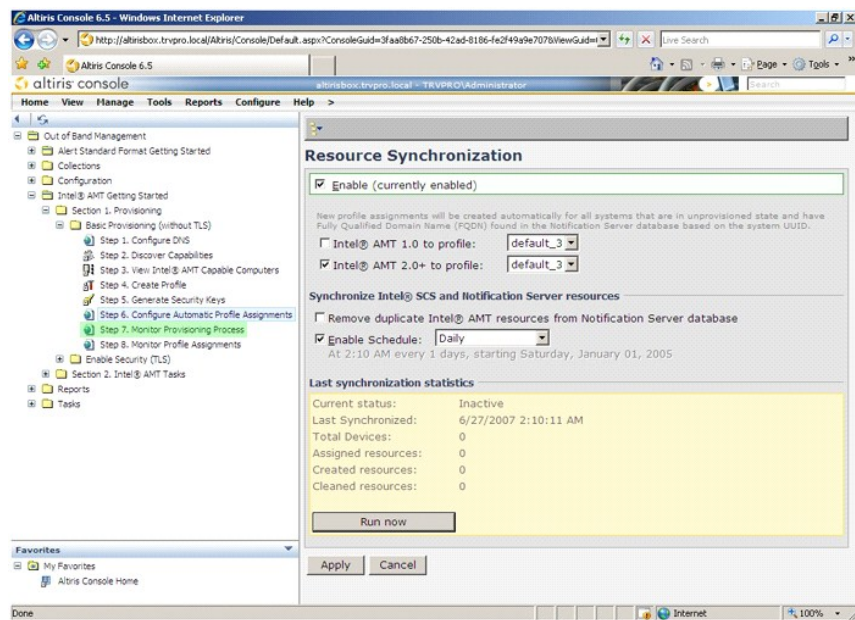 Altiris Console 6.5 - Windows Internet Explorer
http://altirisbox.trvpro.local/Altiris/Console/Default.aspx?ConsoleGuid=3faa8b67-250b-42ad-8186-fe2f49a9e707&ViewGuid=
Live Search
Altiris Console 6.5
Page
Tools
altiris console
altirisbox.trvpro.local - TRVPRO\Administrator
Search
Home View Manage Tools Reports Configure Help >
Out of Band Management
Alert Standard Format Getting Started
Collections
Configuration
Intel® AMT Getting Started
Section 1. Provisioning
Basic Provisioning (without TLS)
Step 1. Configure DNS
Step 2. Discover Capabilities
Step 3. View Intel® AMT Capable Computers
Step 4. Create Profile
Step 5. Generate Security Keys
Step 6. Configure Automatic Profile Assignments
Step 7. Monitor Provisioning Process
Step 8. Monitor Profile Assignments
Enable Security (TLS)
Section 2. Intel® AMT Tasks
Reports
Tasks
Favorites
My Favorites
Altiris Console Home
Resource Synchronization
Enable (currently enabled)
New profile assignments will be created automatically for all systems that are in unprovisioned state and have
Fully Qualified Domain Name (FQDN) found in the Notification Server database based on the system UUID.
Intel® AMT 1.0 to profile: default_3
Intel® AMT 2.0+ to profile: default_3
Synchronize Intel® SCS and Notification Server resources
Remove duplicate Intel® AMT resources from Notification Server database
Enable Schedule: Daily
At 2:10 AM every 1 days, starting Saturday, January 01, 2005
Last synchronization statistics
Current status: Inactive
Last Synchronized: 6/27/2007 2:10:11 AM
Total Devices: 0
Assigned resources: 0
Created resources: 0
Cleaned resources: 0
Run now
Apply Cancel
Done
Internet
100%